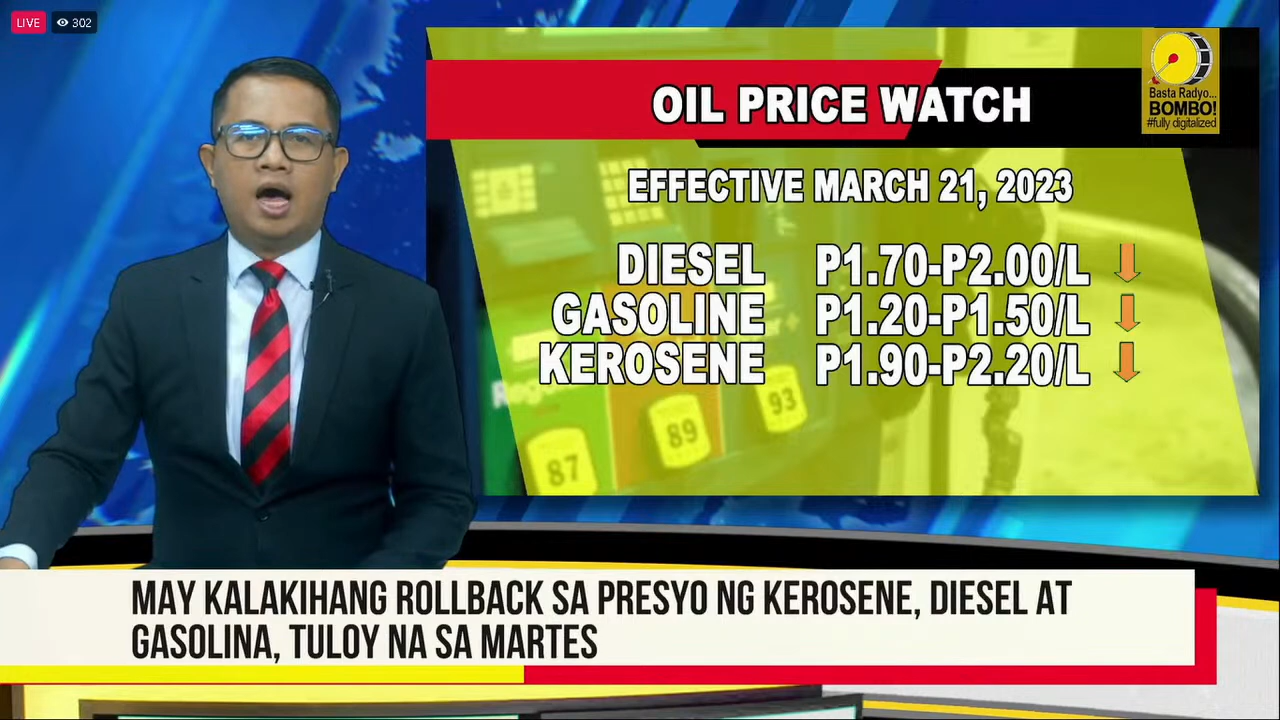 LIVE
302
OIL PRICE WATCH
Basta Radyo...
BOMBO!
#fully digitalized
EFFECTIVE MARCH 21, 2023
DIESEL P1.70-P2.00/L
GASOLINE P1.20-P1.50/L
KEROSENE P1.90-P2.20/L
87
89
93
MAY KALAKIHANG ROLLBACK SA PRESYO NG KEROSENE, DIESEL AT
GASOLINA, TULOY NA SA MARTES